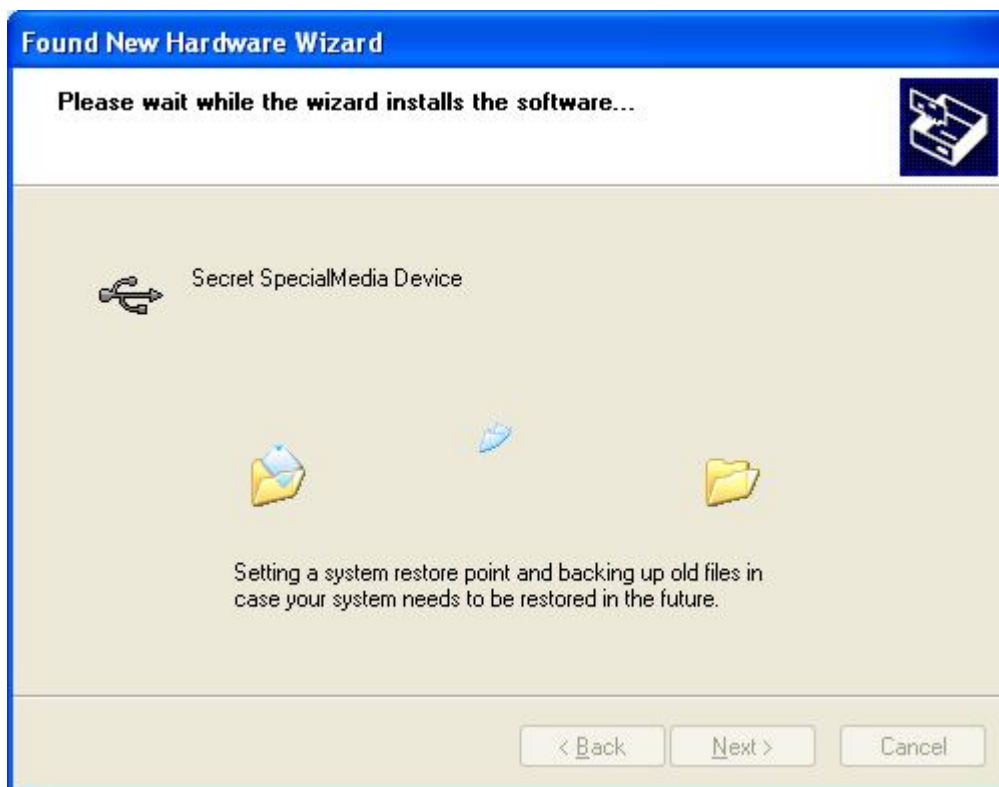 Found New Hardware Wizard
Please wait while the wizard installs the software...
Secret SpecialMedia Device
Setting a system restore point and backing up old files in
case your system needs to be restored in the future.
< Back
Next >
Cancel